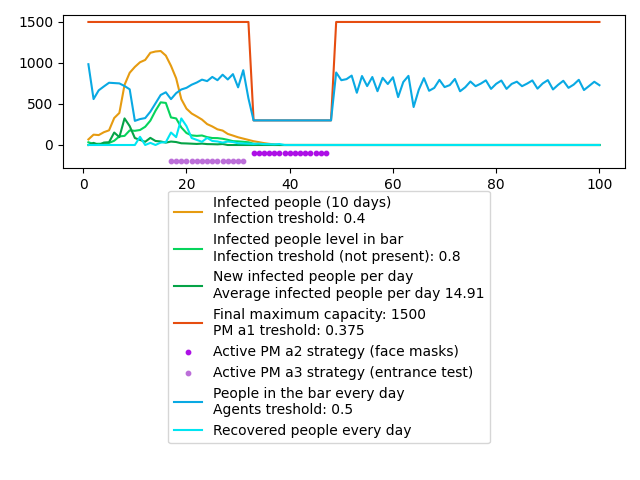 1500
1000
500
0
0
20
40
60
80
100
Infected people (10 days)
Infection treshold: 0.4
Infected people level in bar
Infection treshold (not present): 0.8
New infected people per day
Average infected people per day 14.91
Final maximum capacity: 1500
PM a1 treshold: 0.375
Active PM a2 strategy (face masks)
Active PM a3 strategy (entrance test)
People in the bar every day
Agents treshold: 0.5
Recovered people every day